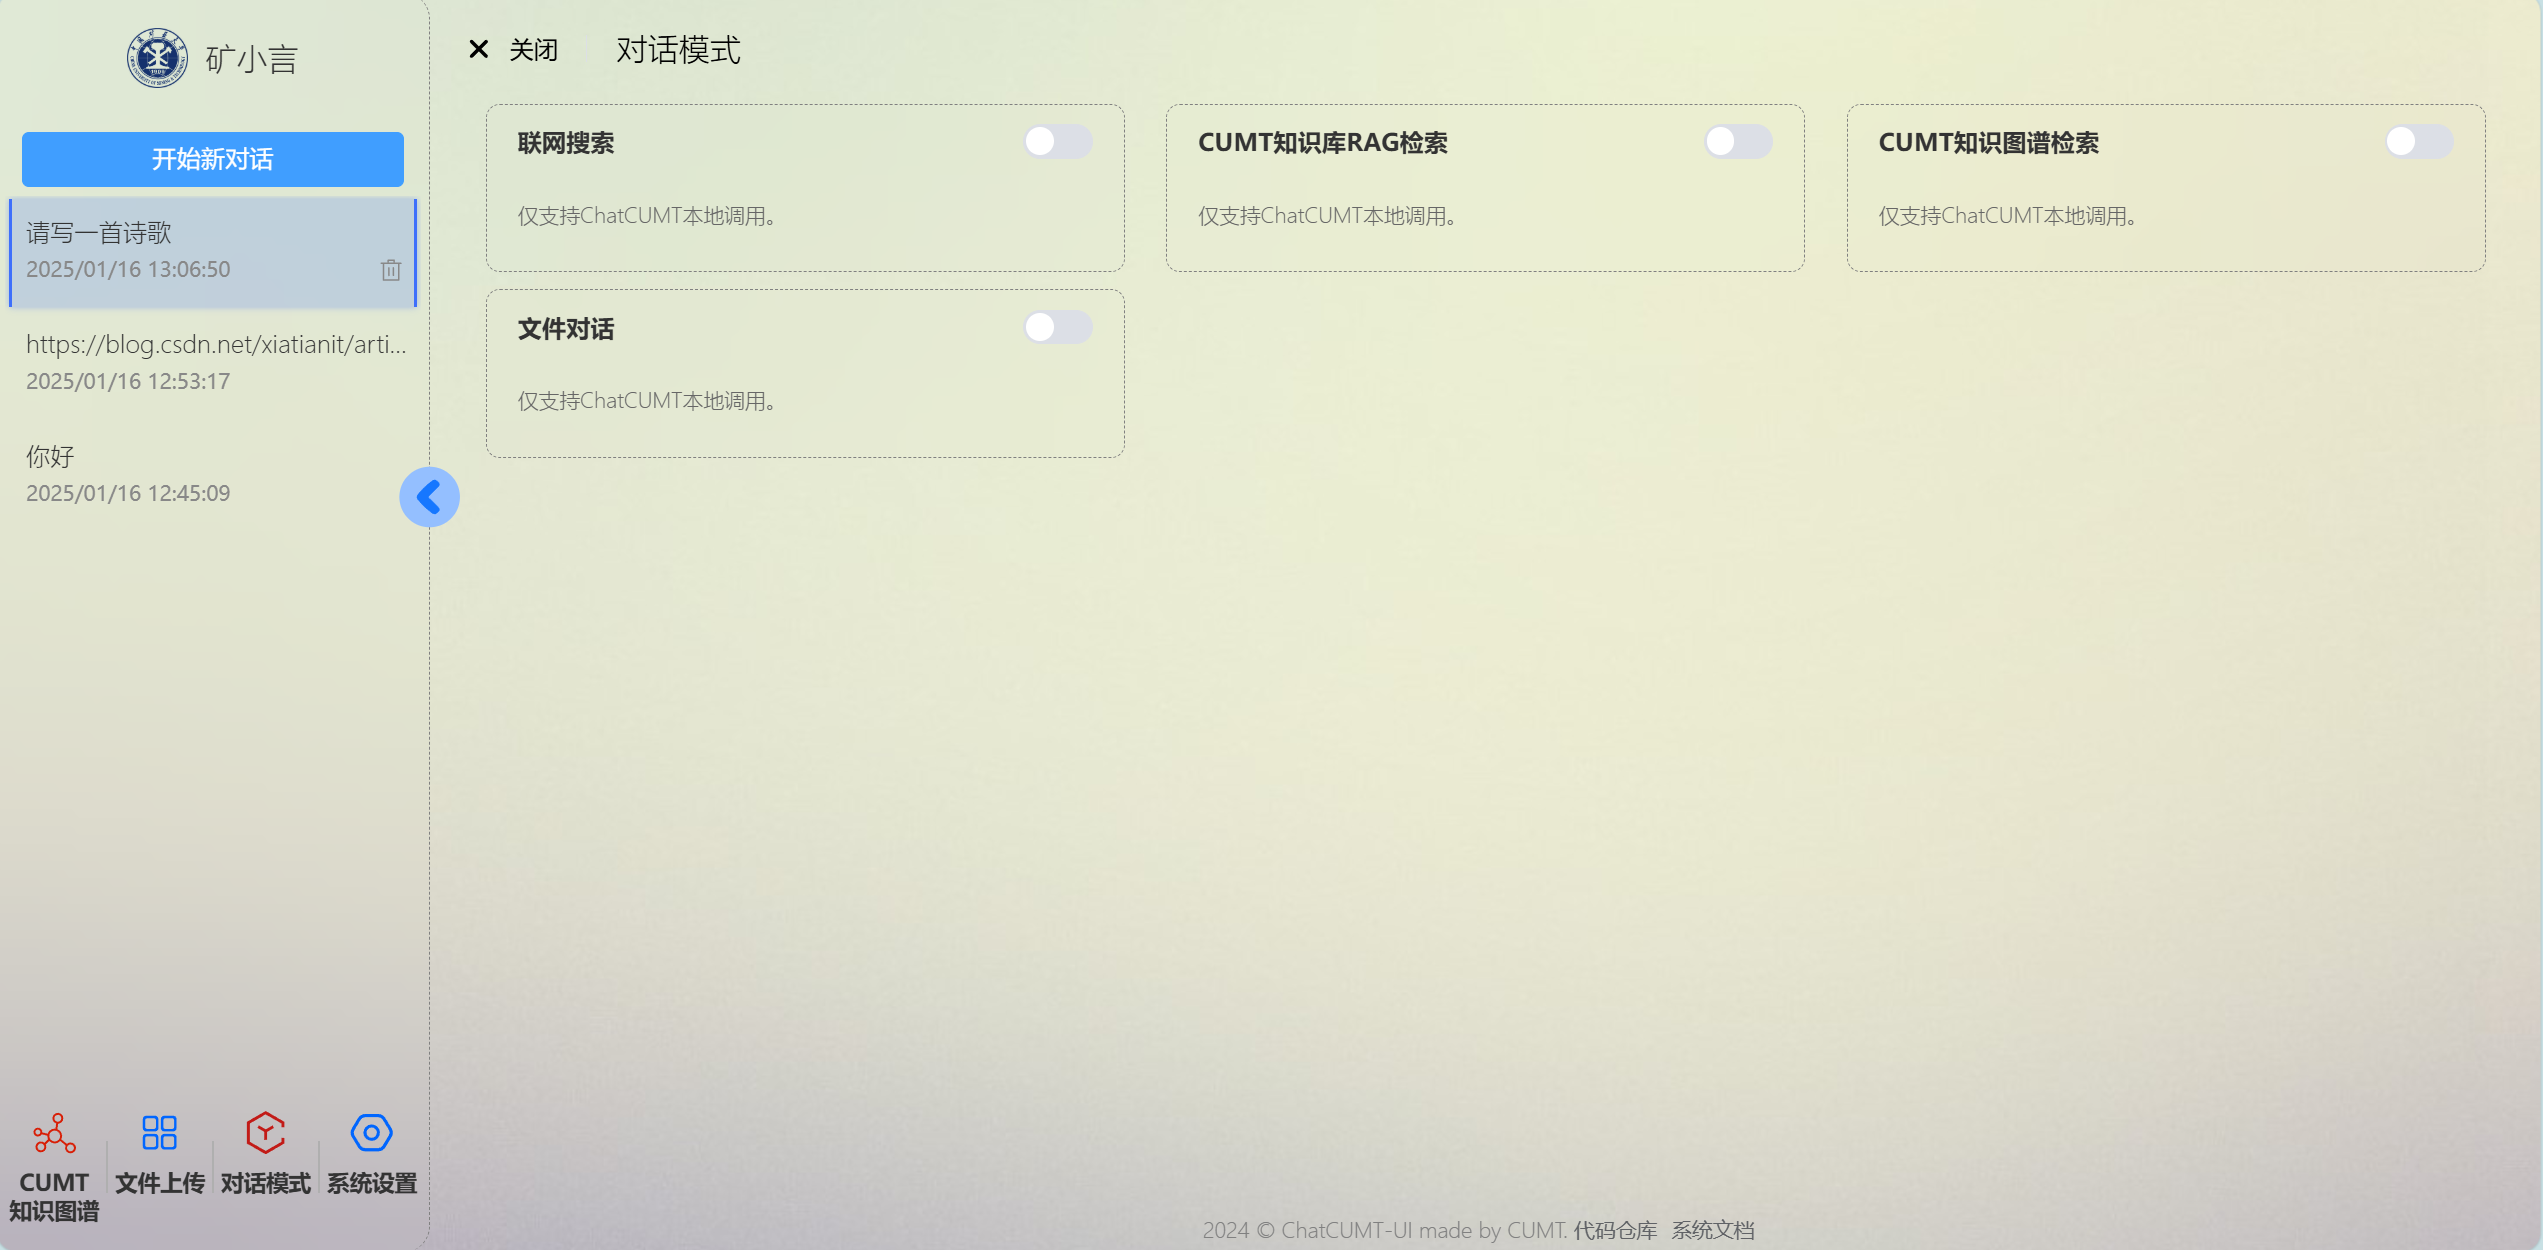 矿小言
开始新对话
请写一首诗歌
2025/01/16 13:06:50
https://blog.csdn.net/xiatianit/arti...
2025/01/16 12:53:17
你好
2025/01/16 12:45:09
CUMT
知识图谱
文件上传
对话模式
系统设置
关闭
对话模式
联网搜索
仅支持ChatCUMT本地调用。
CUMT知识库RAG检索
仅支持ChatCUMT本地调用。
CUMT知识图谱检索
仅支持ChatCUMT本地调用。
文件对话
仅支持ChatCUMT本地调用。
2024 © ChatCUMT-UI made by CUMT. 代码仓库 系统文档